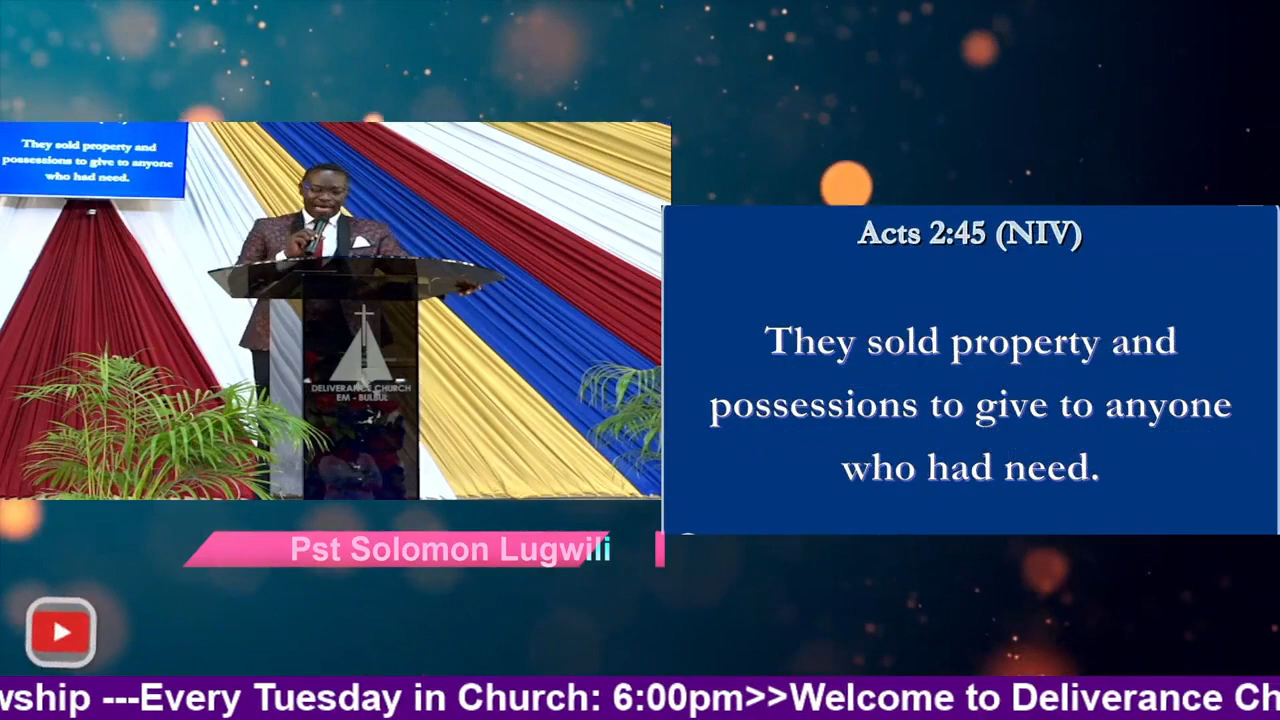 They sold property and
possessions to give to anyone
who had need.
DELIVERANCE CHURCH
EM - BULBUL
Acts 2:45 (NIV)
They sold property and
possessions to give to anyone
who had need.
Pst Solomon Lugwili
wship ---Every Tuesday in Church: 6:00pm>>Welcome to Deliverance Ch